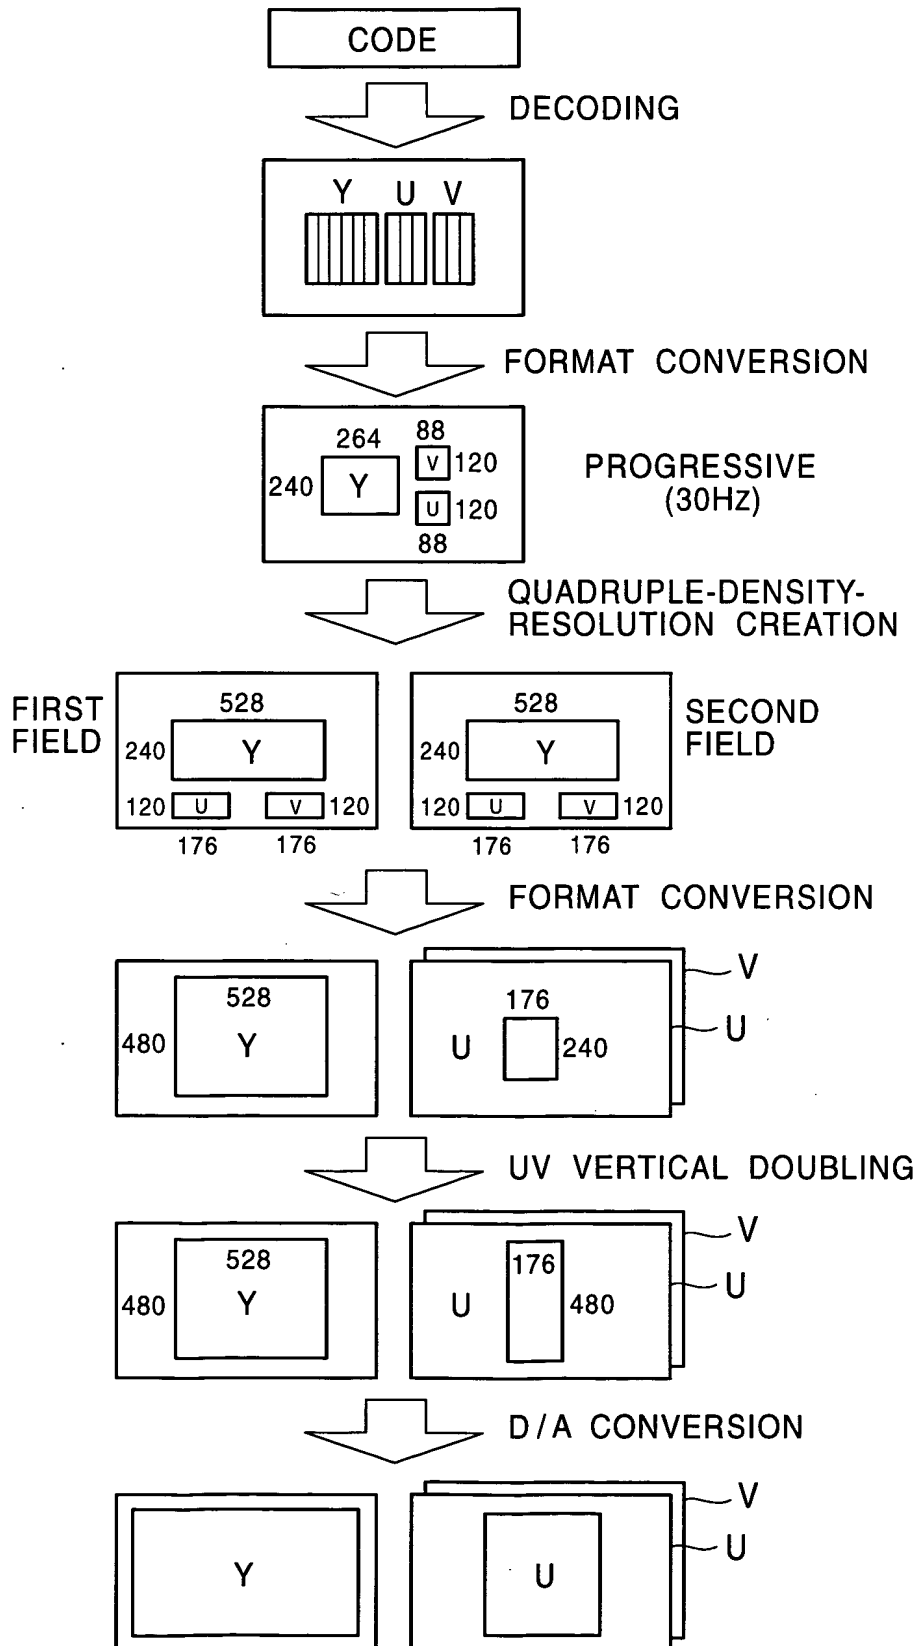 CODE
DECODING
Y U V
FORMAT CONVERSION
264
88
V 120
240 Y
U 120
88
PROGRESSIVE
(30Hz)
QUADRUPLE-DENSITY-
RESOLUTION CREATION
FIRST
FIELD
528
240 Y
120 U V 120
176 176
528
240 Y
120 U V 120
176 176
SECOND
FIELD
FORMAT CONVERSION
528
480 Y
176
U 240
V
U
UV VERTICAL DOUBLING
528
480 Y
176
U 480
V
U
D/A CONVERSION
Y
U
V
U